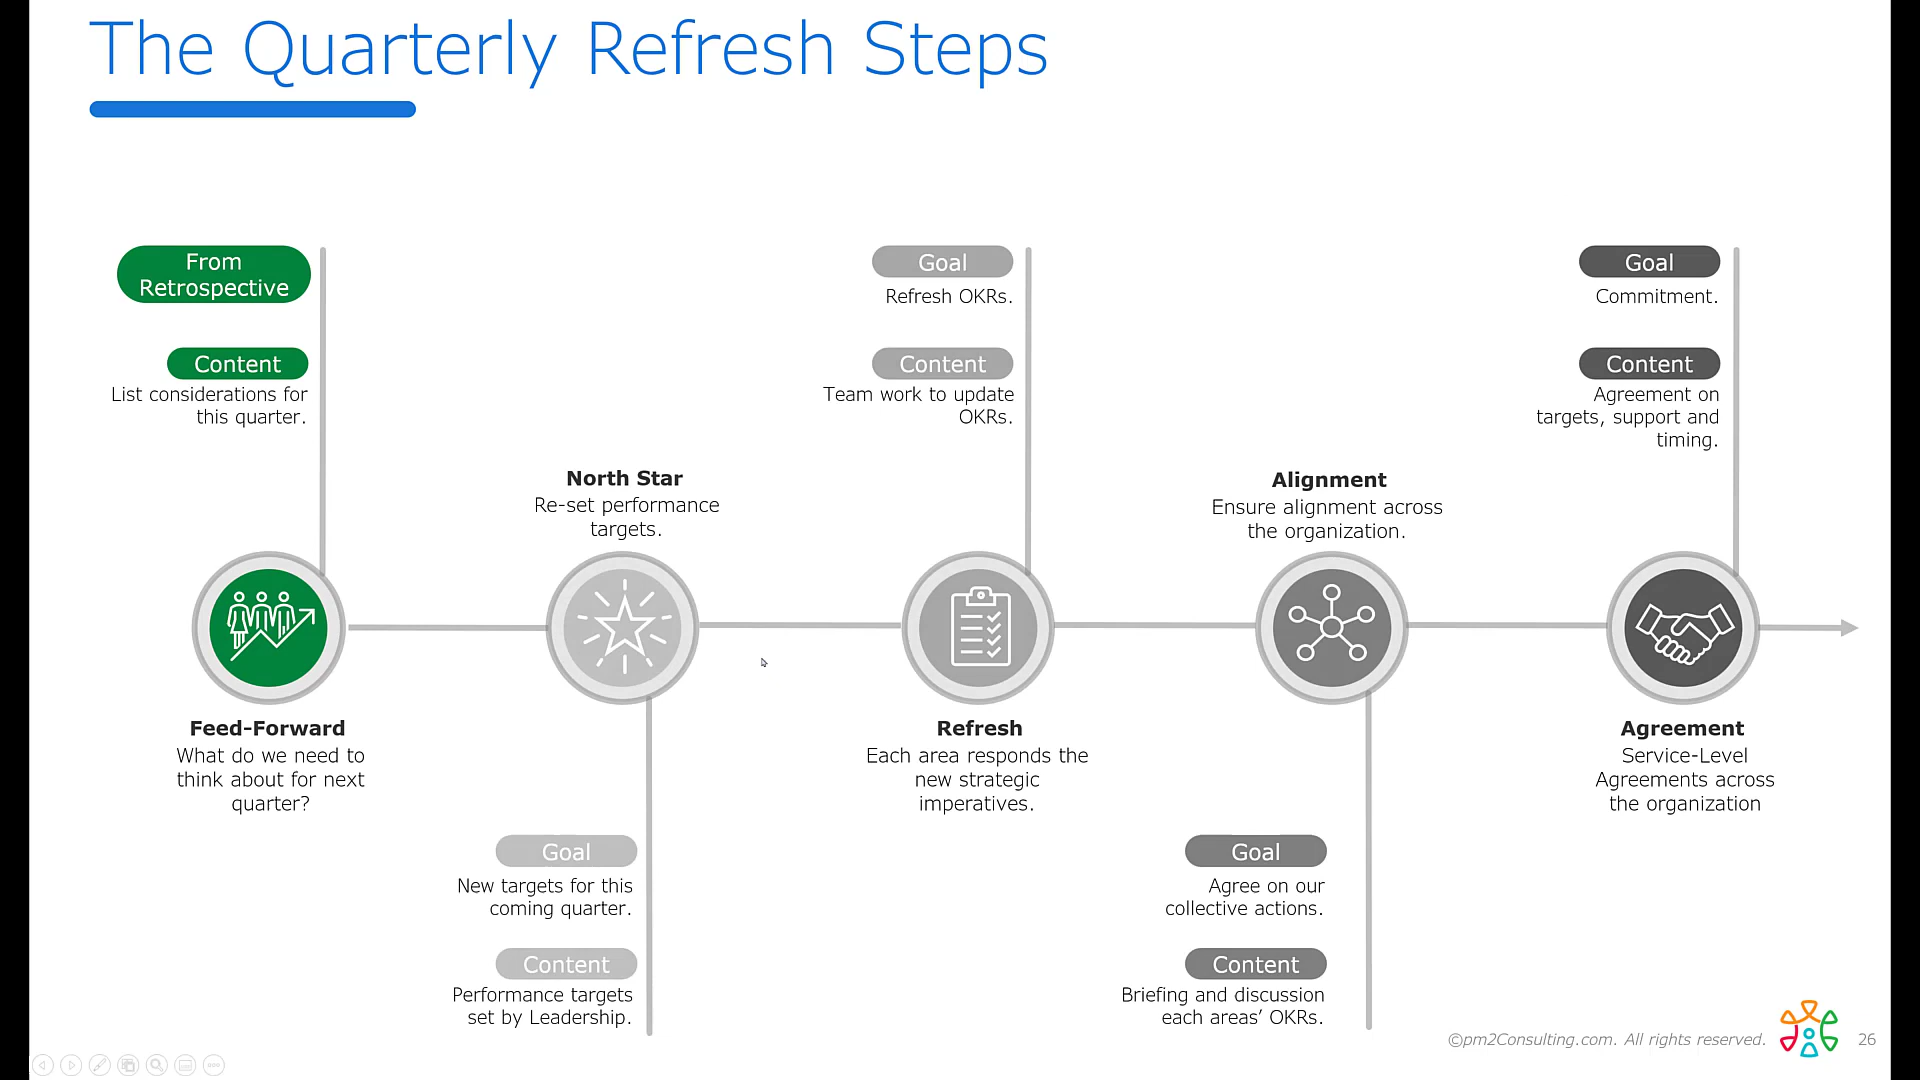 The Quarterly Refresh Steps
From
Retrospective
Content
List considerations for
this quarter.
Feed-Forward
What do we need to
think about for next
quarter?
North Star
Re-set performance
targets.
Goal
New targets for this
coming quarter.
Content
Performance targets
set by Leadership.
Goal
Refresh OKRs.
Content
Team work to update
OKRs.
Refresh
Each area responds the
new strategic
imperatives.
Alignment
Ensure alignment across
the organization.
Goal
Agree on our
collective actions.
Content
Briefing and discussion
each areas’ OKRs.
Goal
Commitment.
Content
Agreement on
targets, support and
timing.
Agreement
Service-Level
Agreements across
the organization
©pm2Consulting.com. All rights reserved.
26